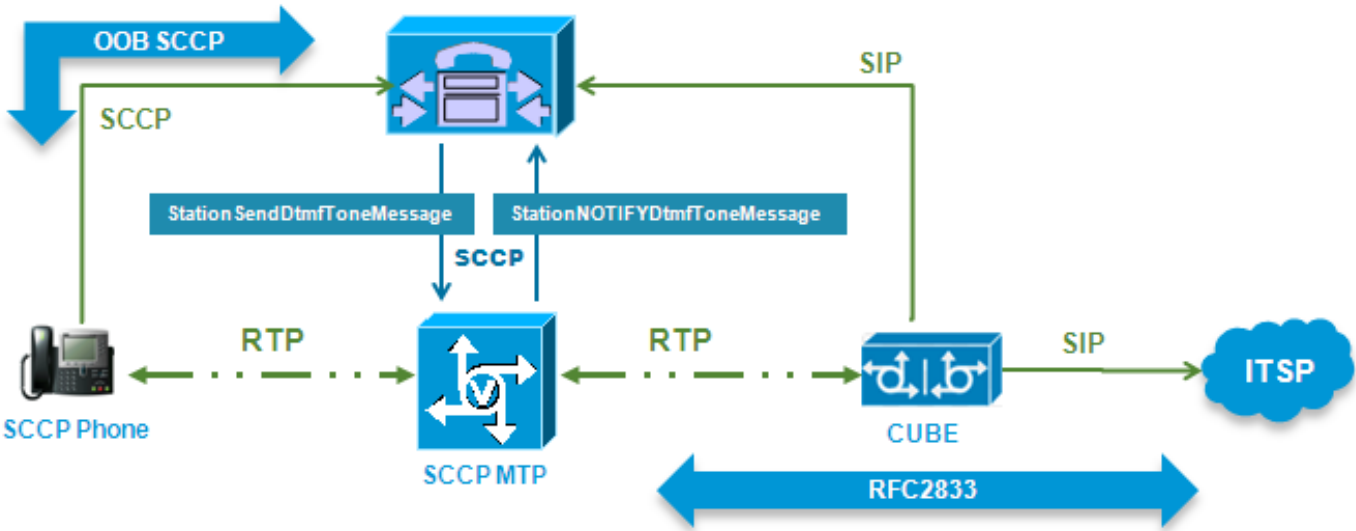 OOB SCCP
SIP
SCCP
StationSendDtmfToneMessage
StationNOTIFYDtmfToneMessage
SCCP
RTP
RTP
SIP
ITSP
V
SCCP Phone
CUBE
SCCP MTP
RFC2833